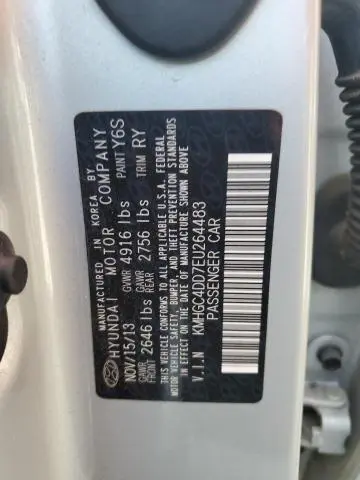 MANUFACTURED IN KOREA BY
HYUNDAI MOTOR COMPANY
NOV/15/13 GVWR 4916 lbs PAINT Y6S
GAWR FRONT 2646 lbs GAWR REAR 2756 lbs TRIM RY
THIS VEHICLE CONFORMS TO ALL APPLICABLE U.S.A. FEDERAL
MOTOR VEHICLE SAFETY, BUMPER, AND THEFT PREVENTION STANDARDS
IN EFFECT ON THE DATE OF MANUFACTURE SHOWN ABOVE.
V.I.N KMHGC4DD7EU264483
PASSENGER CAR